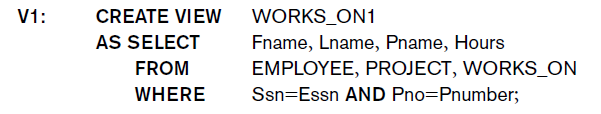 V1: CREATE VIEW WORKS_ON1
AS SELECT Fname, Lname, Pname, Hours
FROM EMPLOYEE, PROJECT, WORKS_ON
WHERE Ssn=Essn AND Pno=Pnumber;